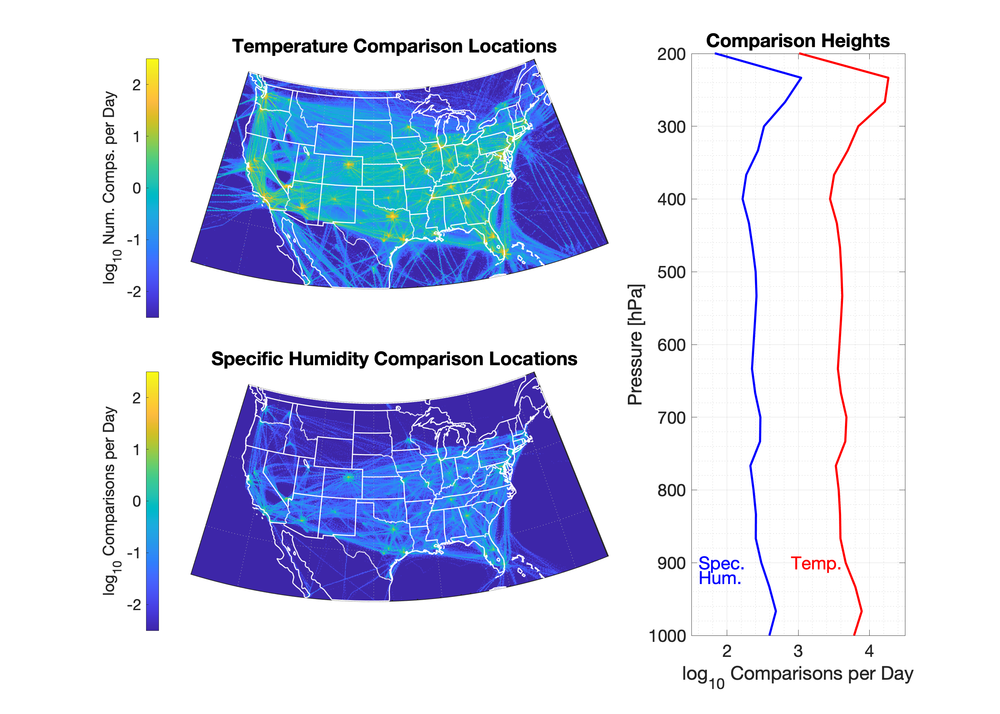 Temperature Comparison Locations
2
1
0
-1
-2
log10 Num. Comps. per Day
Specific Humidity Comparison Locations
2
1
0
-1
-2
log10 Comparisons per Day
Comparison Heights
200
300
400
500
600
700
800
900
1000
Pressure [hPa]
Spec.
Hum.
Temp.
2 3 4
log10 Comparisons per Day